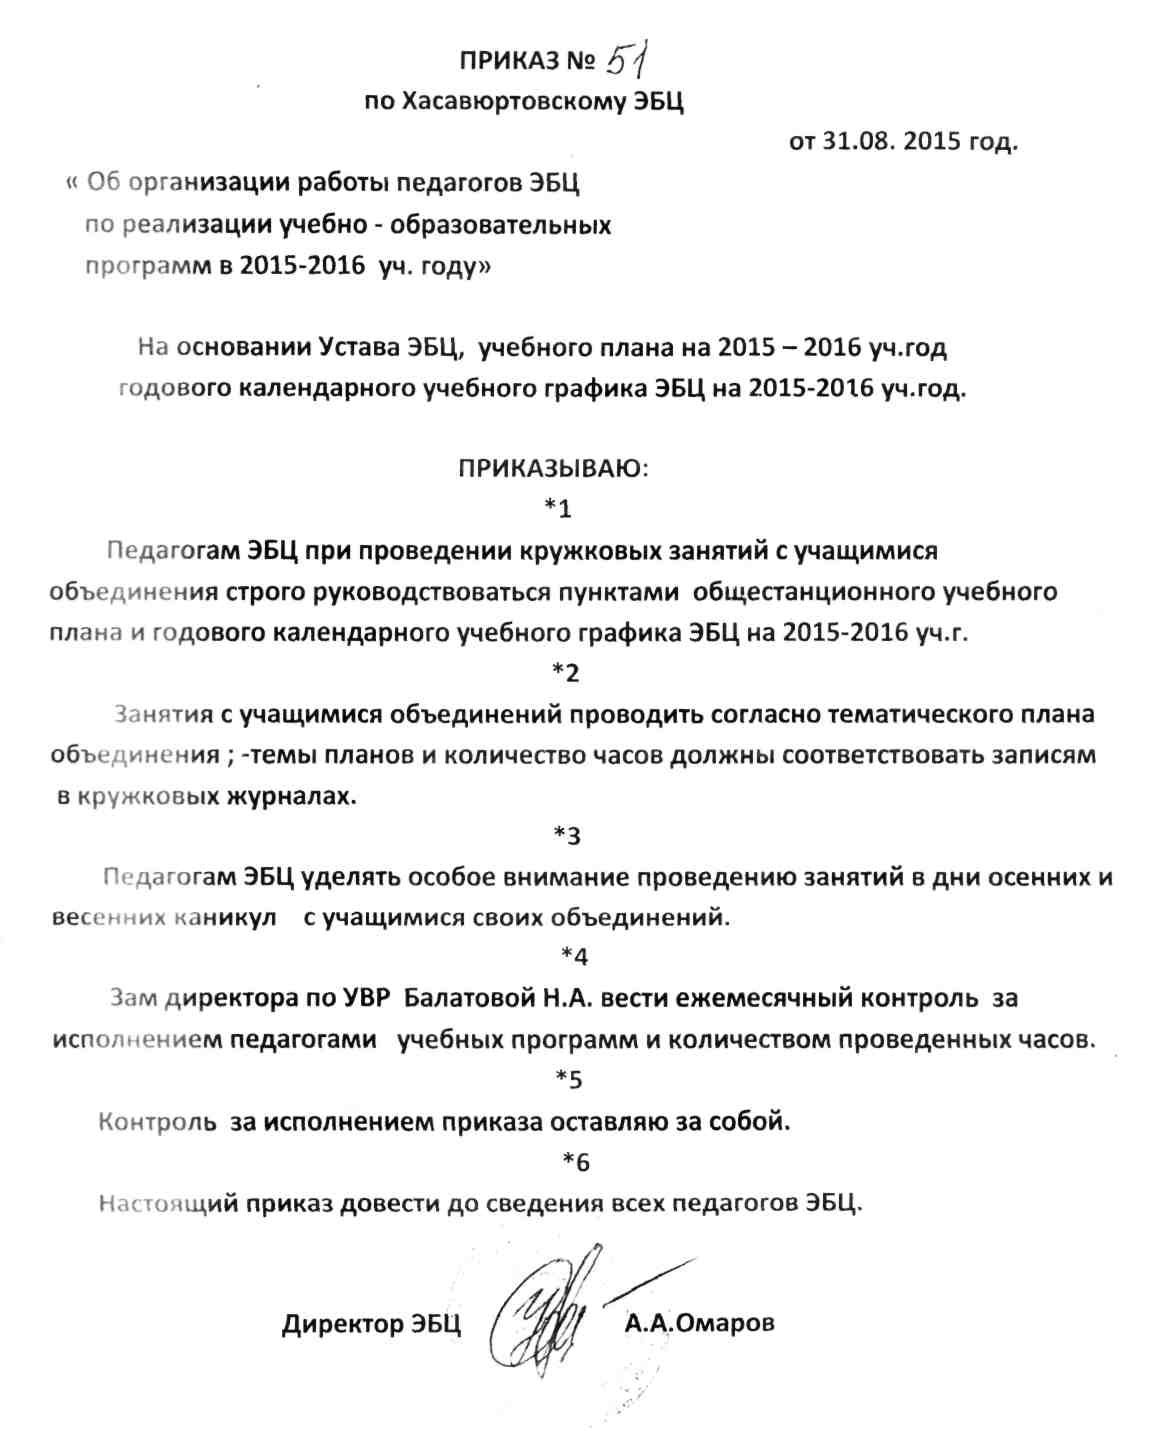 ПРИКАЗ № 51
по Хасавюртовскому ЭБЦ
от 31.08. 2015 год.
« Об организации работы педагогов ЭБЦ
по реализации учебно - образовательных
программ в 2015-2016 уч. году»
На основании Устава ЭБЦ, учебного плана на 2015 – 2016 уч.год
годового календарного учебного графика ЭБЦ на 2015-2016 уч.год.
ПРИКАЗЫВАЮ:
*1
Педагогам ЭБЦ при проведении кружковых занятий с учащимися
объединения строго руководствоваться пунктами общестанционного учебного
плана и годового календарного учебного графика ЭБЦ на 2015-2016 уч.г.
*2
Занятия с учащимися объединений проводить согласно тематического плана
объединения ; -темы планов и количество часов должны соответствовать записям
в кружковых журналах.
*3
Педагогам ЭБЦ уделять особое внимание проведению занятий в дни осенних и
весенних каникул с учащимися своих объединений.
*4
Зам директора по УВР Балатовой Н.А. вести ежемесячный контроль за
исполнением педагогами учебных программ и количеством проведенных часов.
*5
Контроль за исполнением приказа оставляю за собой.
*6
Настоящий приказ довести до сведения всех педагогов ЭБЦ.
Директор ЭБЦ А.А.Омаров